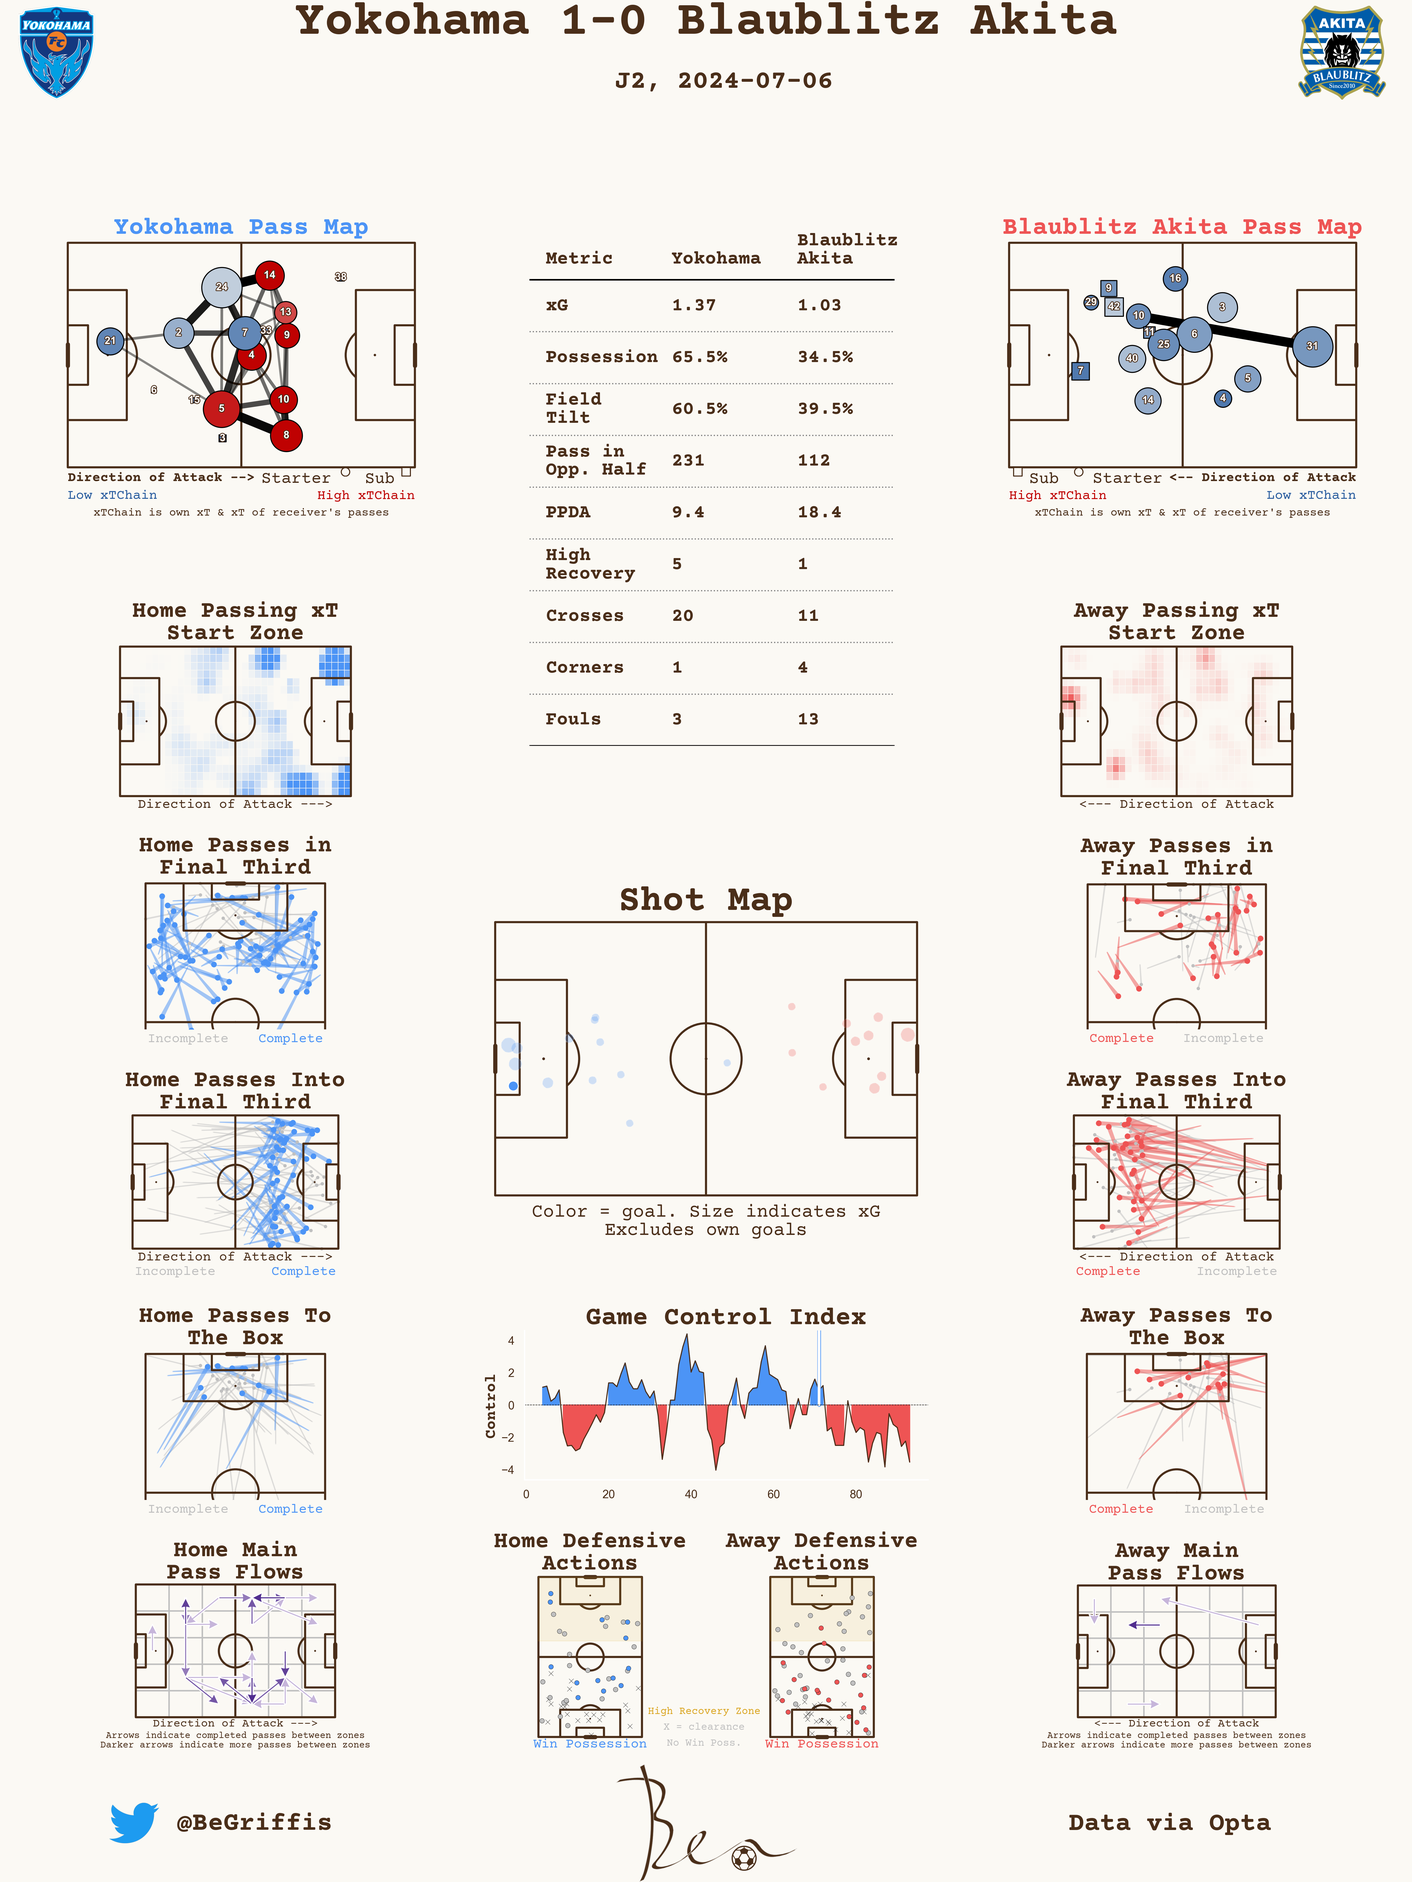 Yokohama 1-0 Blaublitz Akita
J2, 2024-07-06
YOKOHAMA
FC
AKITA
BLAUBLITZ
Since2010
Yokohama Pass Map
24
14
38
13
33
9
2
7
21
4
6
15
5
10
3
8
Direction of Attack --> Starter Sub
Low xTChain High xTChain
xTChain is own xT & xT of receiver's passes
Metric Yokohama Blaublitz Akita
xG 1.37 1.03
Possession 65.5% 34.5%
Field Tilt 60.5% 39.5%
Pass in Opp. Half 231 112
PPDA 9.4 18.4
High Recovery 5 1
Crosses 20 11
Corners 1 4
Fouls 3 13
Blaublitz Akita Pass Map
16
9
29
42
3
10
11
6
25
31
40
7
5
14
4
Sub Starter <-- Direction of Attack
High xTChain Low xTChain
xTChain is own xT & xT of receiver's passes
Home Passing xT
Start Zone
Direction of Attack --->
Away Passing xT
Start Zone
<--- Direction of Attack
Home Passes in
Final Third
Incomplete Complete
Away Passes in
Final Third
Complete Incomplete
Shot Map
Color = goal. Size indicates xG
Excludes own goals
Home Passes Into
Final Third
Direction of Attack --->
Incomplete Complete
Away Passes Into
Final Third
<--- Direction of Attack
Complete Incomplete
Home Passes To
The Box
Incomplete Complete
Game Control Index
Control
4
2
0
−2
−4
0 20 40 60 80
Away Passes To
The Box
Complete Incomplete
Home Main
Pass Flows
Direction of Attack --->
Arrows indicate completed passes between zones
Darker arrows indicate more passes between zones
Home Defensive
Actions
Win Possession
High Recovery Zone
X = clearance
No Win Poss.
Away Defensive
Actions
Win Possession
Away Main
Pass Flows
<--- Direction of Attack
Arrows indicate completed passes between zones
Darker arrows indicate more passes between zones
@BeGriffis
Data via Opta